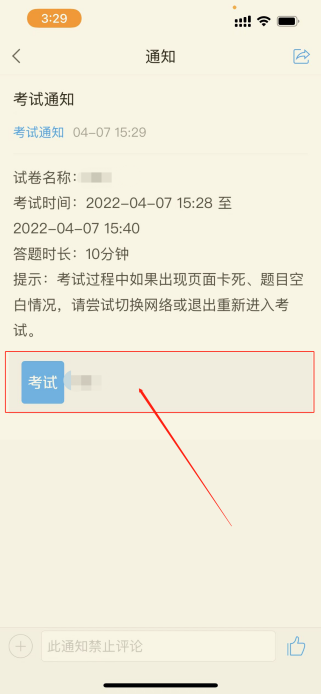 3:29
通知
考试通知
考试通知 04-07 15:29
试卷名称：
考试时间：2022-04-07 15:28 至
2022-04-07 15:40
答题时长：10分钟
提示：考试过程中如果出现页面卡死、题目空
白情况，请尝试切换网络或退出重新进入考
试。
考试
此通知禁止评论